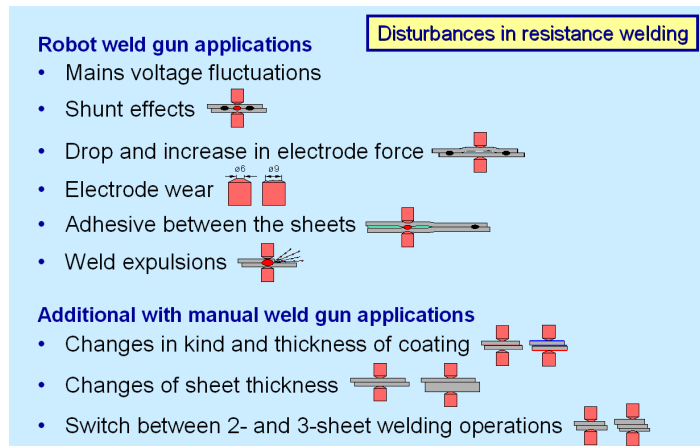 Disturbances in resistance welding
Robot weld gun applications
• Mains voltage fluctuations
• Shunt effects
• Drop and increase in electrode force
ø6 ø9
• Electrode wear
• Adhesive between the sheets
• Weld expulsions
Additional with manual weld gun applications
• Changes in kind and thickness of coating
• Changes of sheet thickness
• Switch between 2- and 3-sheet welding operations